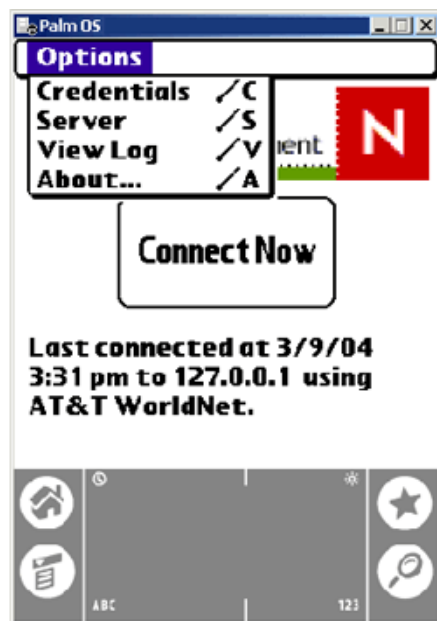 Palm OS
Options
Credentials /C
Server /S
View Log /V
About... /A
ment
N
Connect Now
Last connected at 3/9/04
3:31 pm to 127.0.0.1 using
AT&T WorldNet.
ABC 123